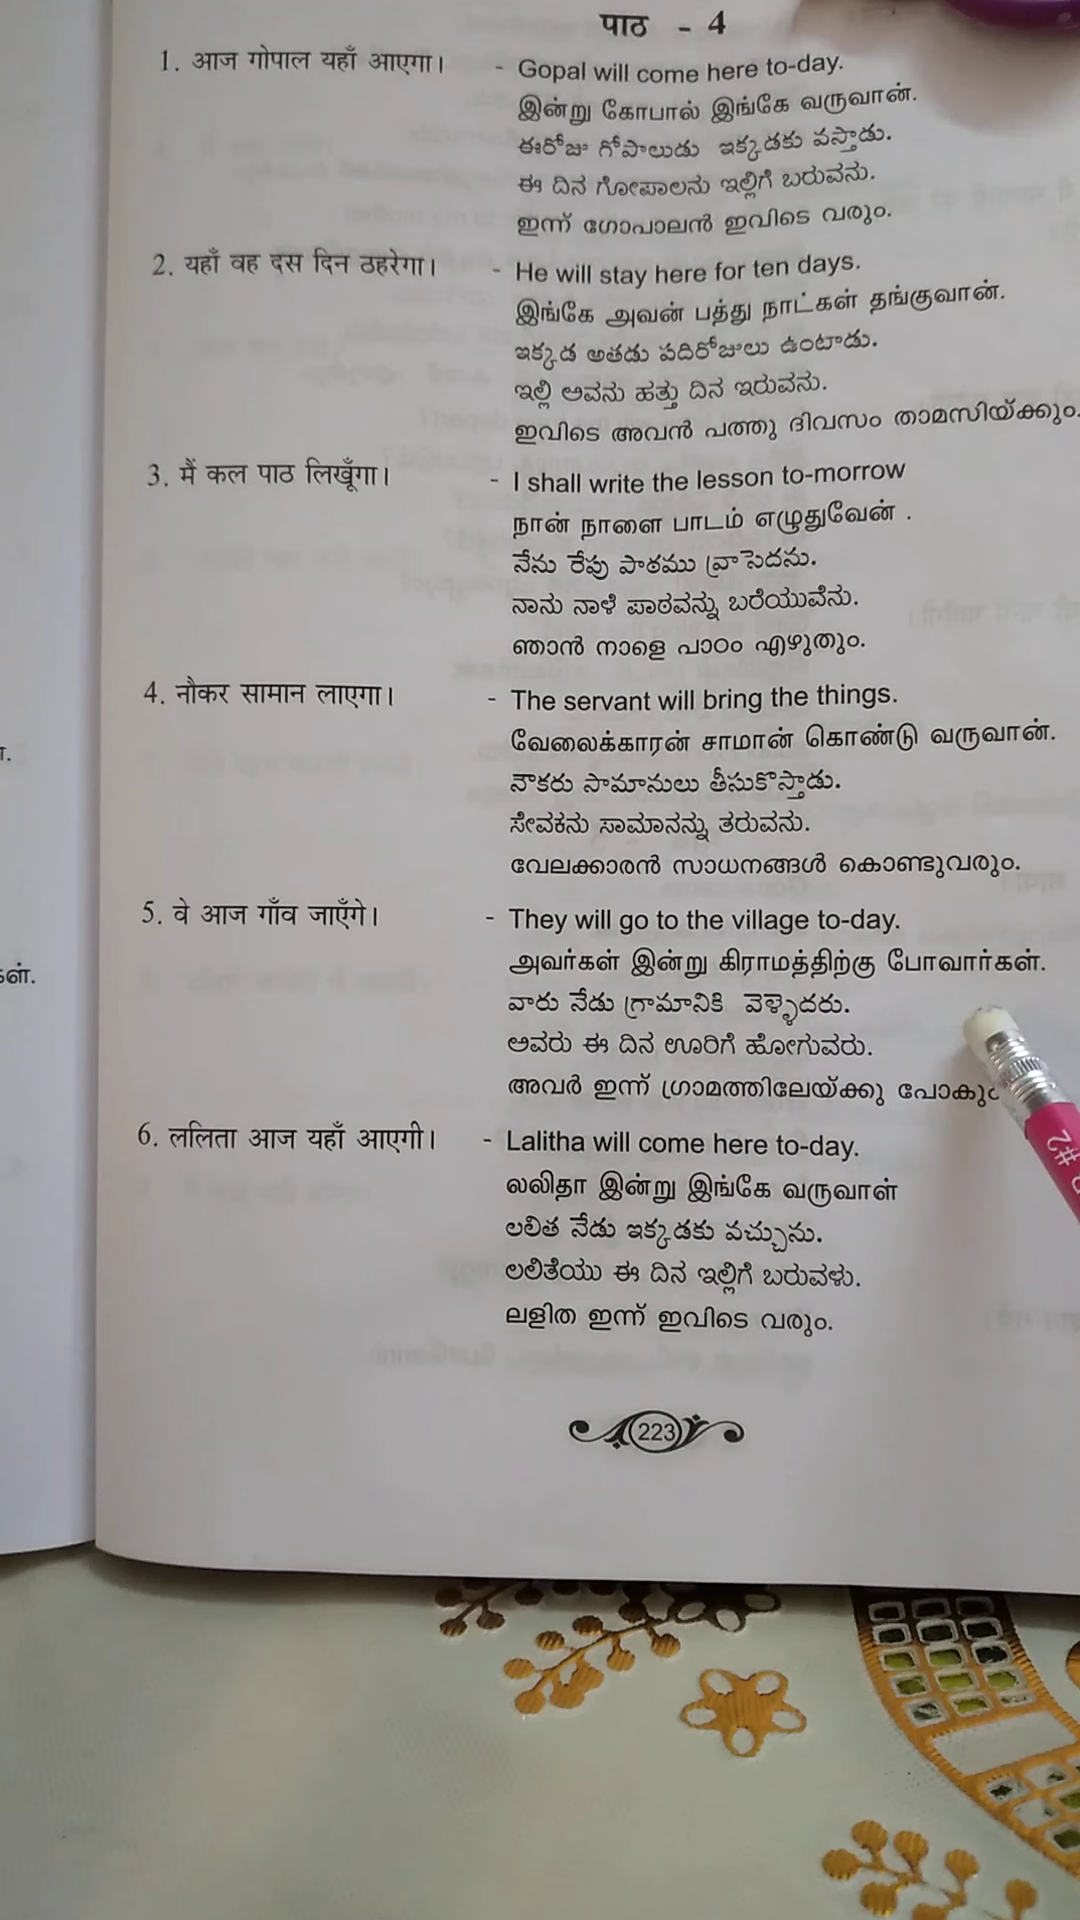 पाठ - 4
1. आज गोपाल यहाँ आएगा। - Gopal will come here to-day.
இன்று கோபால் இங்கே வருவான்.
ఈరోజు గోపాలుడు ఇక్కడకు వస్తాడు.
ಈ ದಿನ ಗೋಪಾಲನು ಇಲ್ಲಿಗೆ ಬರುವನು.
ഇന്ന് ഗോപാലൻ ഇവിടെ വരും.
2. यहाँ वह दस दिन ठहरेगा। - He will stay here for ten days.
இங்கே அவன் பத்து நாட்கள் தங்குவான்.
ఇక్కడ అతడు పదిరోజులు ఉంటాడు.
ಇಲ್ಲಿ ಅವನು ಹತ್ತು ದಿನ ಇರುವನು.
ഇവിടെ അവൻ പത്തു ദിവസം താമസിയ്ക്കും.
3. मैं कल पाठ लिखूँगा। - I shall write the lesson to-morrow
நான் நாளை பாடம் எழுதுவேன் .
నేను రేపు పాఠము వ్రాసెదను.
ನಾನು ನಾಳೆ ಪಾಠವನ್ನು ಬರೆಯುವೆನು.
ഞാൻ നാളെ പാഠം എഴുതും.
4. नौकर सामान लाएगा। - The servant will bring the things.
வேலைக்காரன் சாமான் கொண்டு வருவான்.
నౌకరు సామానులు తీసుకొస్తాడు.
ಸೇವಕನು ಸಾಮಾನನ್ನು ತರುವನು.
വേലക്കാരൻ സാധനങ്ങൾ കൊണ്ടുവരും.
5. वे आज गाँव जाएँगे। - They will go to the village to-day.
அவர்கள் இன்று கிராமத்திற்கு போவார்கள்.
వారు నేడు గ్రామానికి వెళ్ళెదరు.
ಅವರು ಈ ದಿನ ಊರಿಗೆ ಹೋಗುವರು.
അവർ ഇന്ന് ഗ്രാമത്തിലേയ്ക്കു
6. ललिता आज यहाँ आएगी। - Lalitha will come here to-day.
லலிதா இன்று இங்கே வருவாள்
లలిత నేడు ఇక్కడకు వచ్చును.
ಲಲಿತೆಯು ಈ ದಿನ ಇಲ್ಲಿಗೆ ಬರುವಳು.
ലളിത ഇന്ന് ഇവിടെ വരും.
223
#2